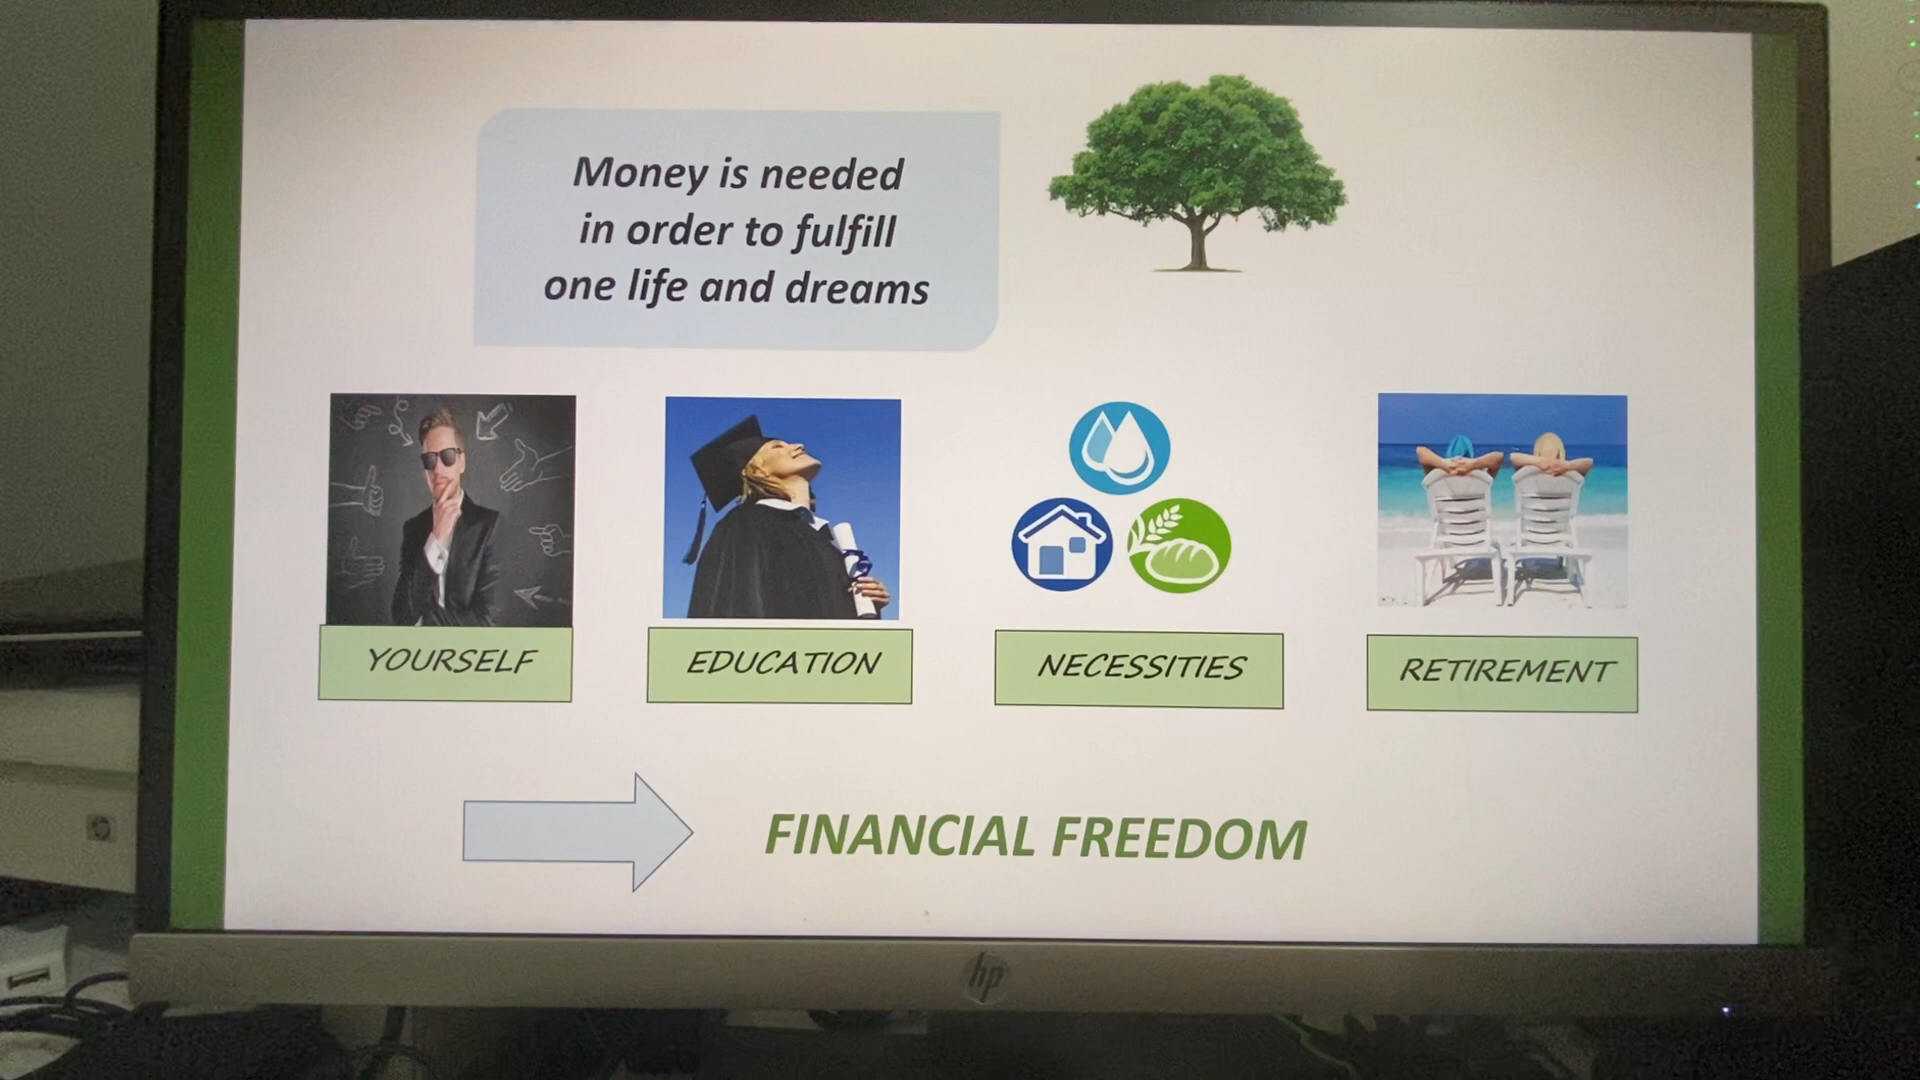 Money is needed
in order to fulfill
one life and dreams
YOURSELF
EDUCATION
NECESSITIES
RETIREMENT
FINANCIAL FREEDOM
hp